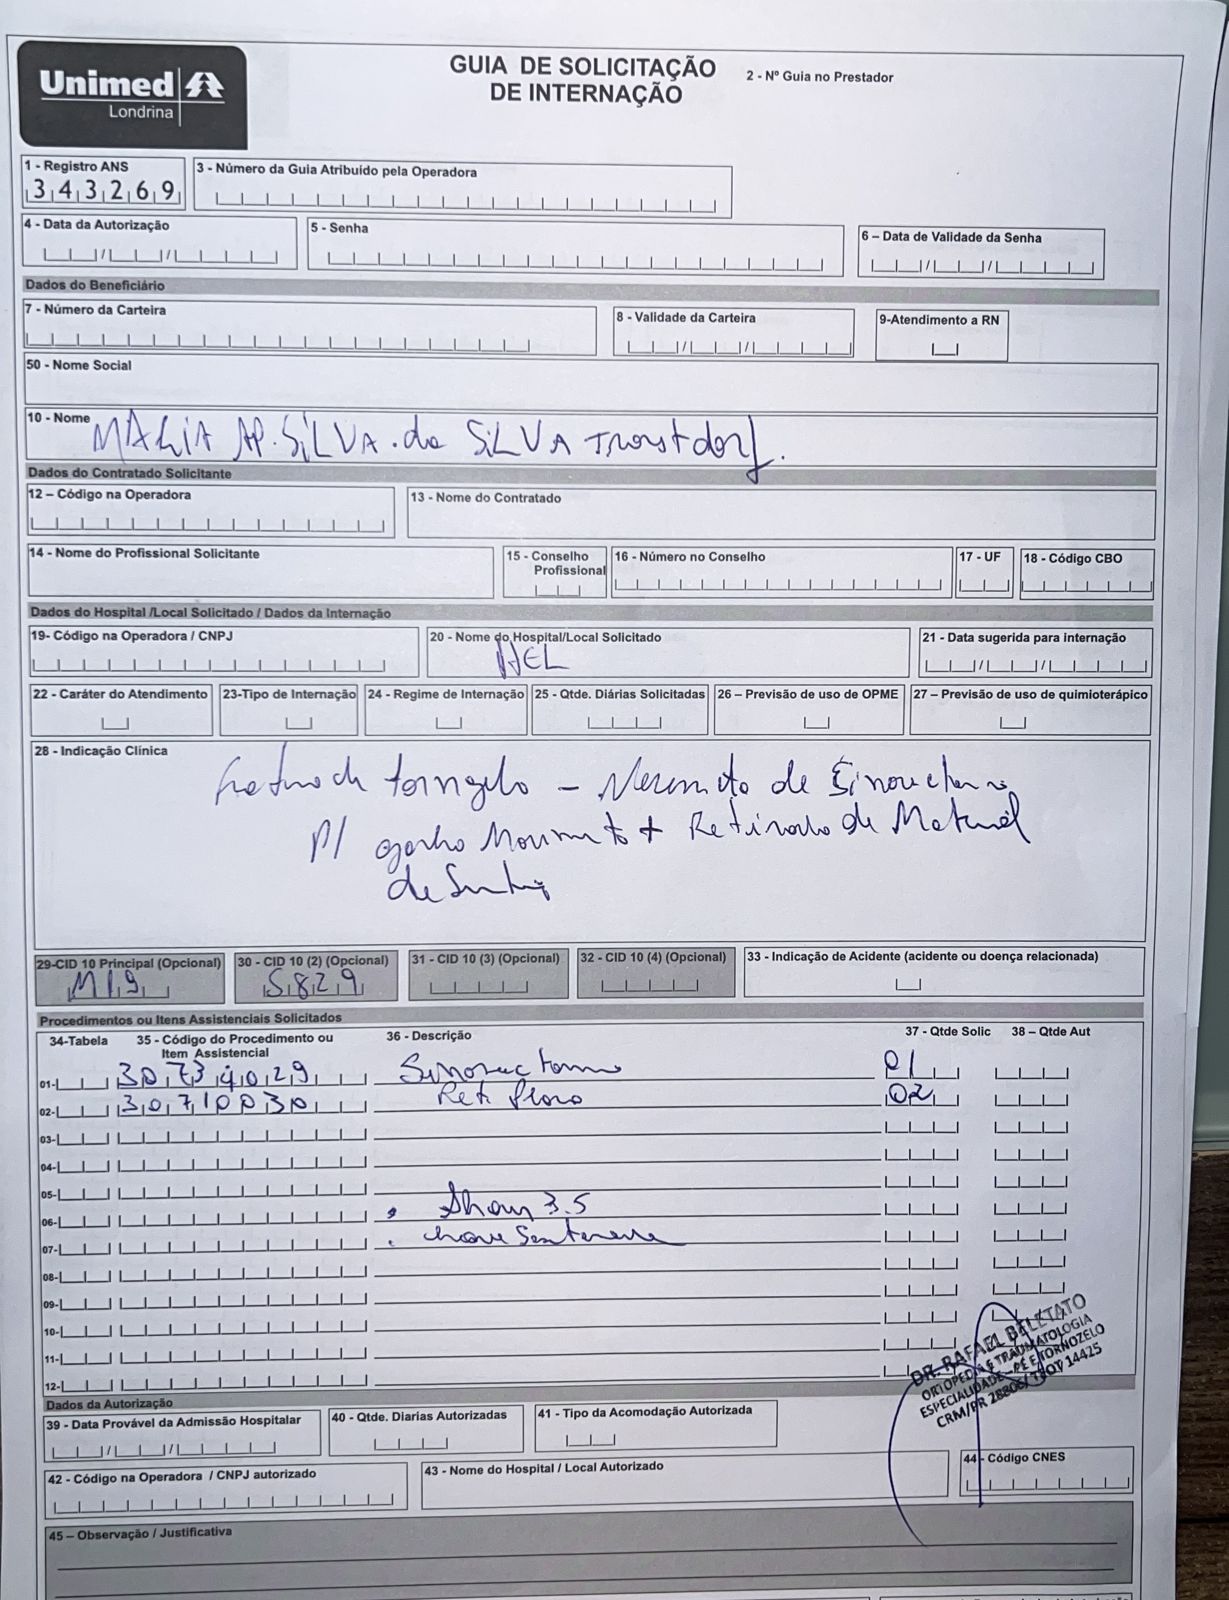 Unimed
Londrina
GUIA DE SOLICITAÇÃO
DE INTERNAÇÃO
2 - Nº Guia no Prestador
1 - Registro ANS
343269
3 - Número da Guia Atribuído pela Operadora
4 - Data da Autorização
5 - Senha
6 – Data de Validade da Senha
Dados do Beneficiário
7 - Número da Carteira
8 - Validade da Carteira
9-Atendimento a RN
50 - Nome Social
10 - Nome
MARIA AP. SILVA . da SILVA
Dados do Contratado Solicitante
12 – Código na Operadora
13 - Nome do Contratado
14 - Nome do Profissional Solicitante
15 - Conselho
Profissional
16 - Número no Conselho
17 - UF
18 - Código CBO
Dados do Hospital /Local Solicitado / Dados da Internação
19- Código na Operadora / CNPJ
20 - Nome do Hospital/Local Solicitado
HEL
21 - Data sugerida para internação
22 - Caráter do Atendimento
23-Tipo de Internação
24 - Regime de Internação
25 - Qtde. Diárias Solicitadas
26 – Previsão de uso de OPME
27 – Previsão de uso de quimioterápico
28 - Indicação Clínica
tornozelo - de
P/ ganho Movimento + Retirada de Material
de
29-CID 10 Principal (Opcional)
M19
30 - CID 10 (2) (Opcional)
S829
31 - CID 10 (3) (Opcional)
32 - CID 10 (4) (Opcional)
33 - Indicação de Acidente (acidente ou doença relacionada)
Procedimentos ou Itens Assistenciais Solicitados
34-Tabela
35 - Código do Procedimento ou
Item Assistencial
36 - Descrição
37 - Qtde Solic
38 – Qtde Aut
01- 30734029 01
02- 30710030 Ret. Placa 02
03-
04-
05-
06- Shav 3.5
07- chave
08-
09-
10-
11-
12-
DR. RAFAEL BELETATO
ORTOPEDIA E TRAUMATOLOGIA
ESPECIALIDADE - PÉ E TORNOZELO
CRM/PR TEOT 14425
Dados da Autorização
39 - Data Provável da Admissão Hospitalar
40 - Qtde. Diarias Autorizadas
41 - Tipo da Acomodação Autorizada
42 - Código na Operadora / CNPJ autorizado
43 - Nome do Hospital / Local Autorizado
44 - Código CNES
45 – Observação / Justificativa